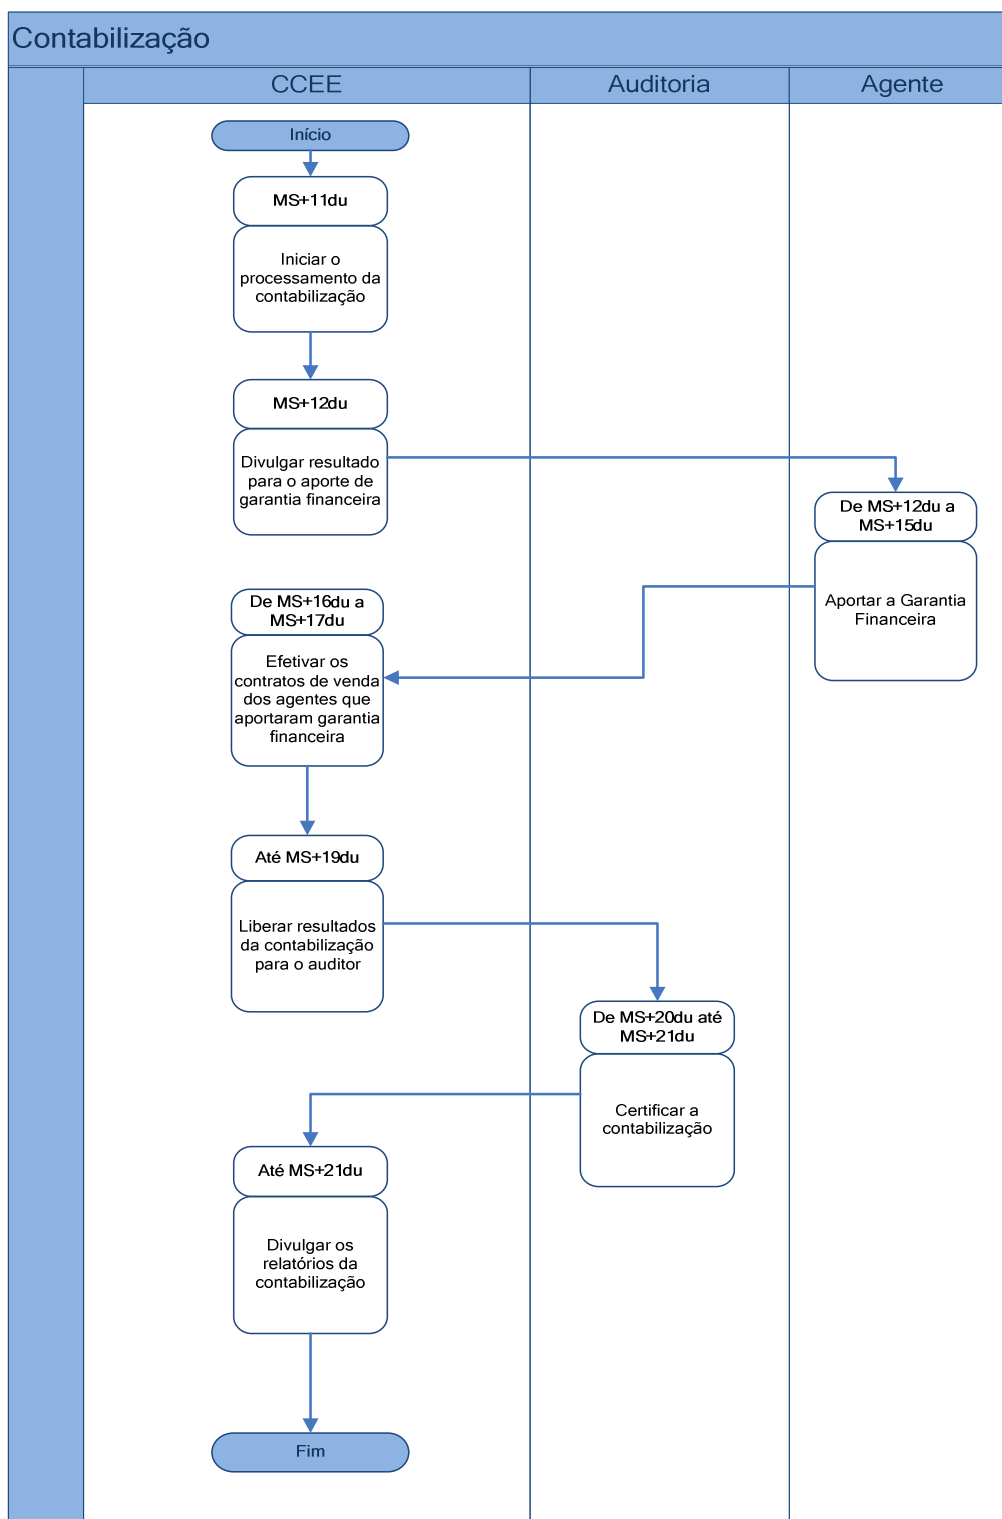 Contabilização
CCEE
Auditoria
Agente
Início
MS+11du
Iniciar o
processamento da
contabilização
MS+12du
Divulgar resultado
para o aporte de
garantia financeira
De MS+12du a
MS+15du
Aportar a Garantia
Financeira
De MS+16du a
MS+17du
Efetivar os
contratos de venda
dos agentes que
aportaram garantia
financeira
Até MS+19du
Liberar resultados
da contabilização
para o auditor
De MS+20du até
MS+21du
Certificar a
contabilização
Até MS+21du
Divulgar os
relatórios da
contabilização
Fim